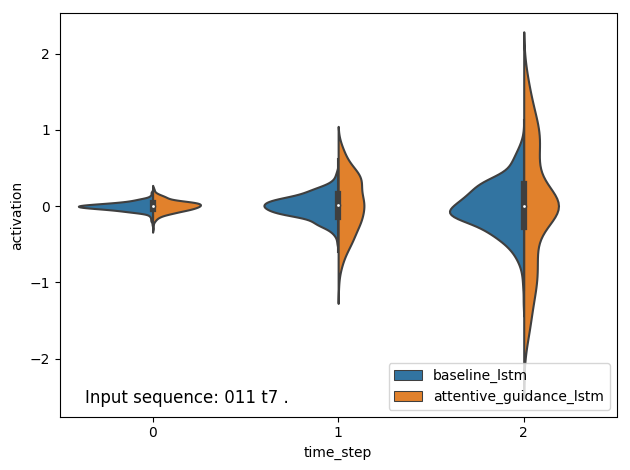 2
1
0
−1
−2
activation
Input sequence: 011 t7 .
baseline_lstm
attentive_guidance_lstm
0 1 2
time_step